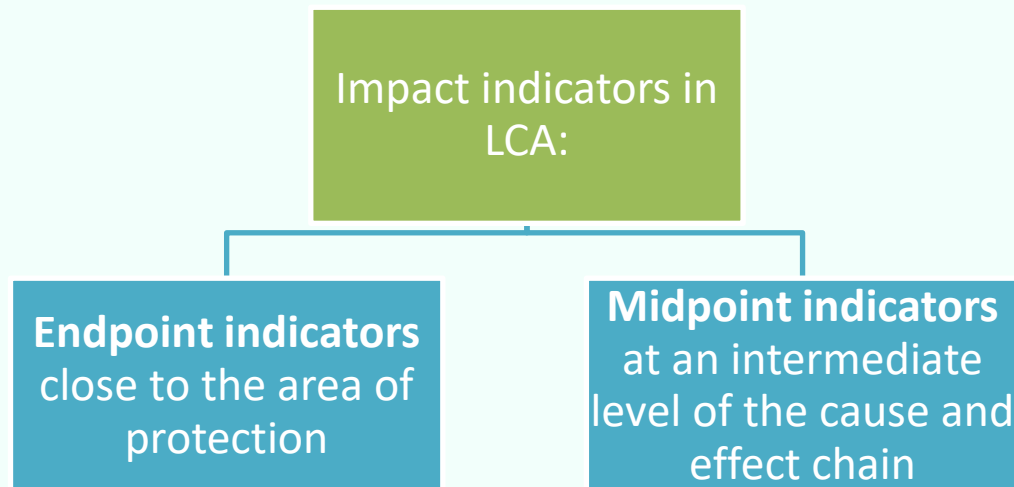 Impact indicators in
LCA:
Endpoint indicators
close to the area of
protection
Midpoint indicators
at an intermediate
level of the cause and
effect chain